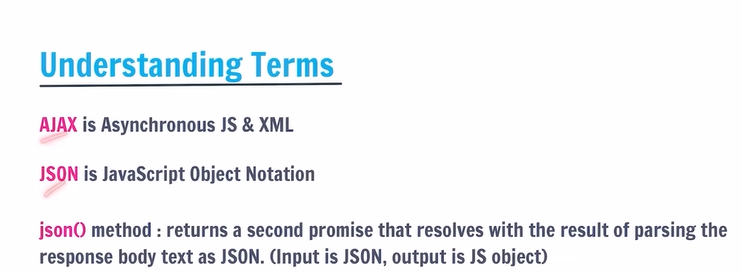 Understanding Terms
AJAX is Asynchronous JS & XML
JSON is JavaScript Object Notation
json() method : returns a second promise that resolves with the result of parsing the
response body text as JSON. (Input is JSON, output is JS object)